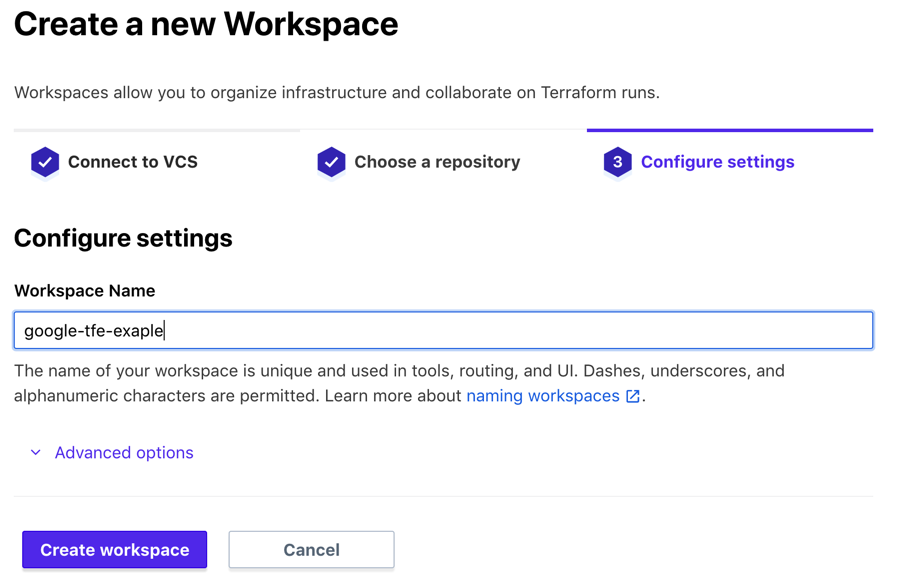 Create a new Workspace
Workspaces allow you to organize infrastructure and collaborate on Terraform runs.
Connect to VCS
Choose a repository
3 Configure settings
Configure settings
Workspace Name
google-tfe-exaple
The name of your workspace is unique and used in tools, routing, and UI. Dashes, underscores, and
alphanumeric characters are permitted. Learn more about naming workspaces.
Advanced options
Create workspace
Cancel